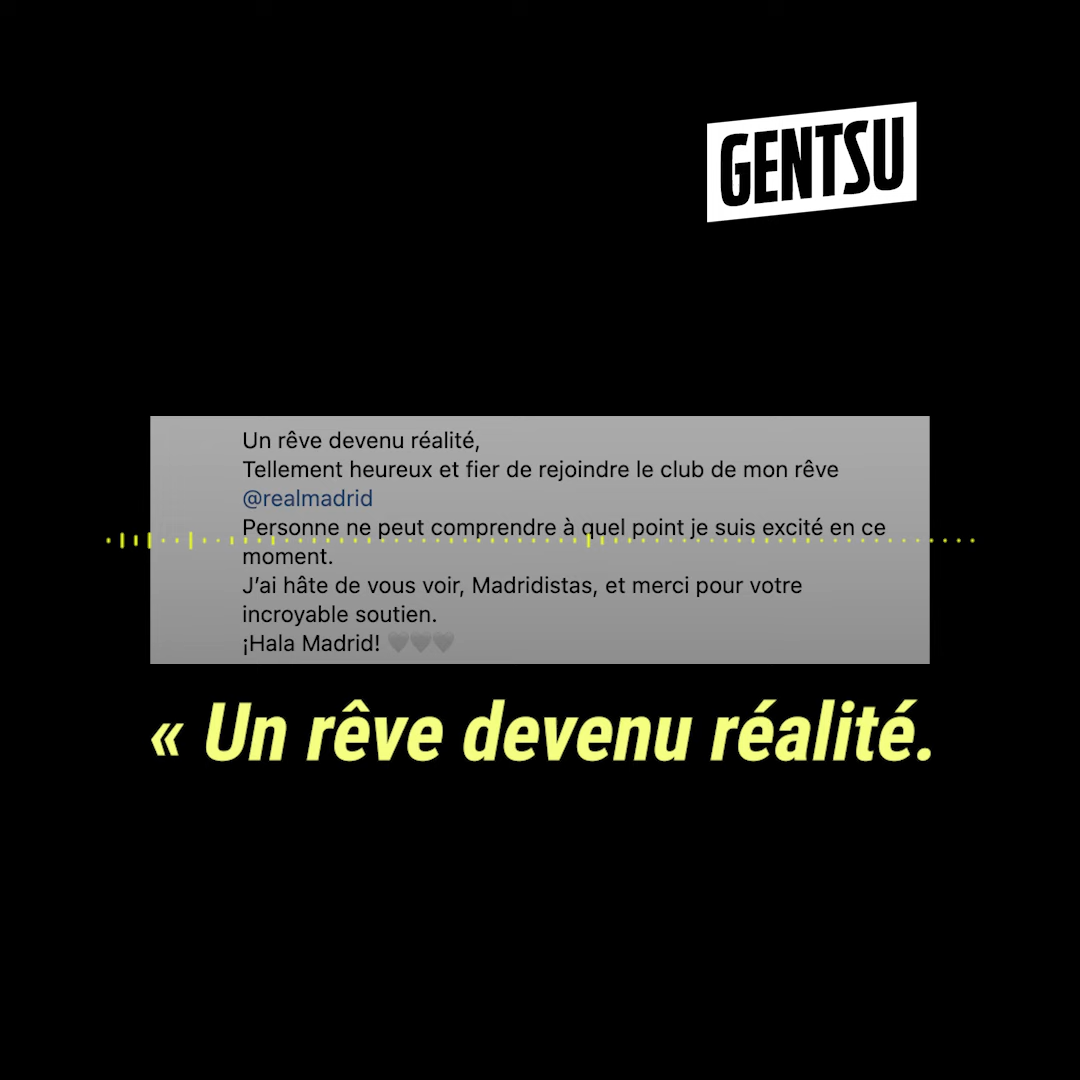 GENTSU
Un rêve devenu réalité,
Tellement heureux et fier de rejoindre le club de mon rêve
@realmadrid
Personne ne peut comprendre à quel point je suis excité en ce
moment.
J’ai hâte de vous voir, Madridistas, et merci pour votre
incroyable soutien.
¡Hala Madrid! 🤍🤍🤍
« Un rêve devenu réalité.